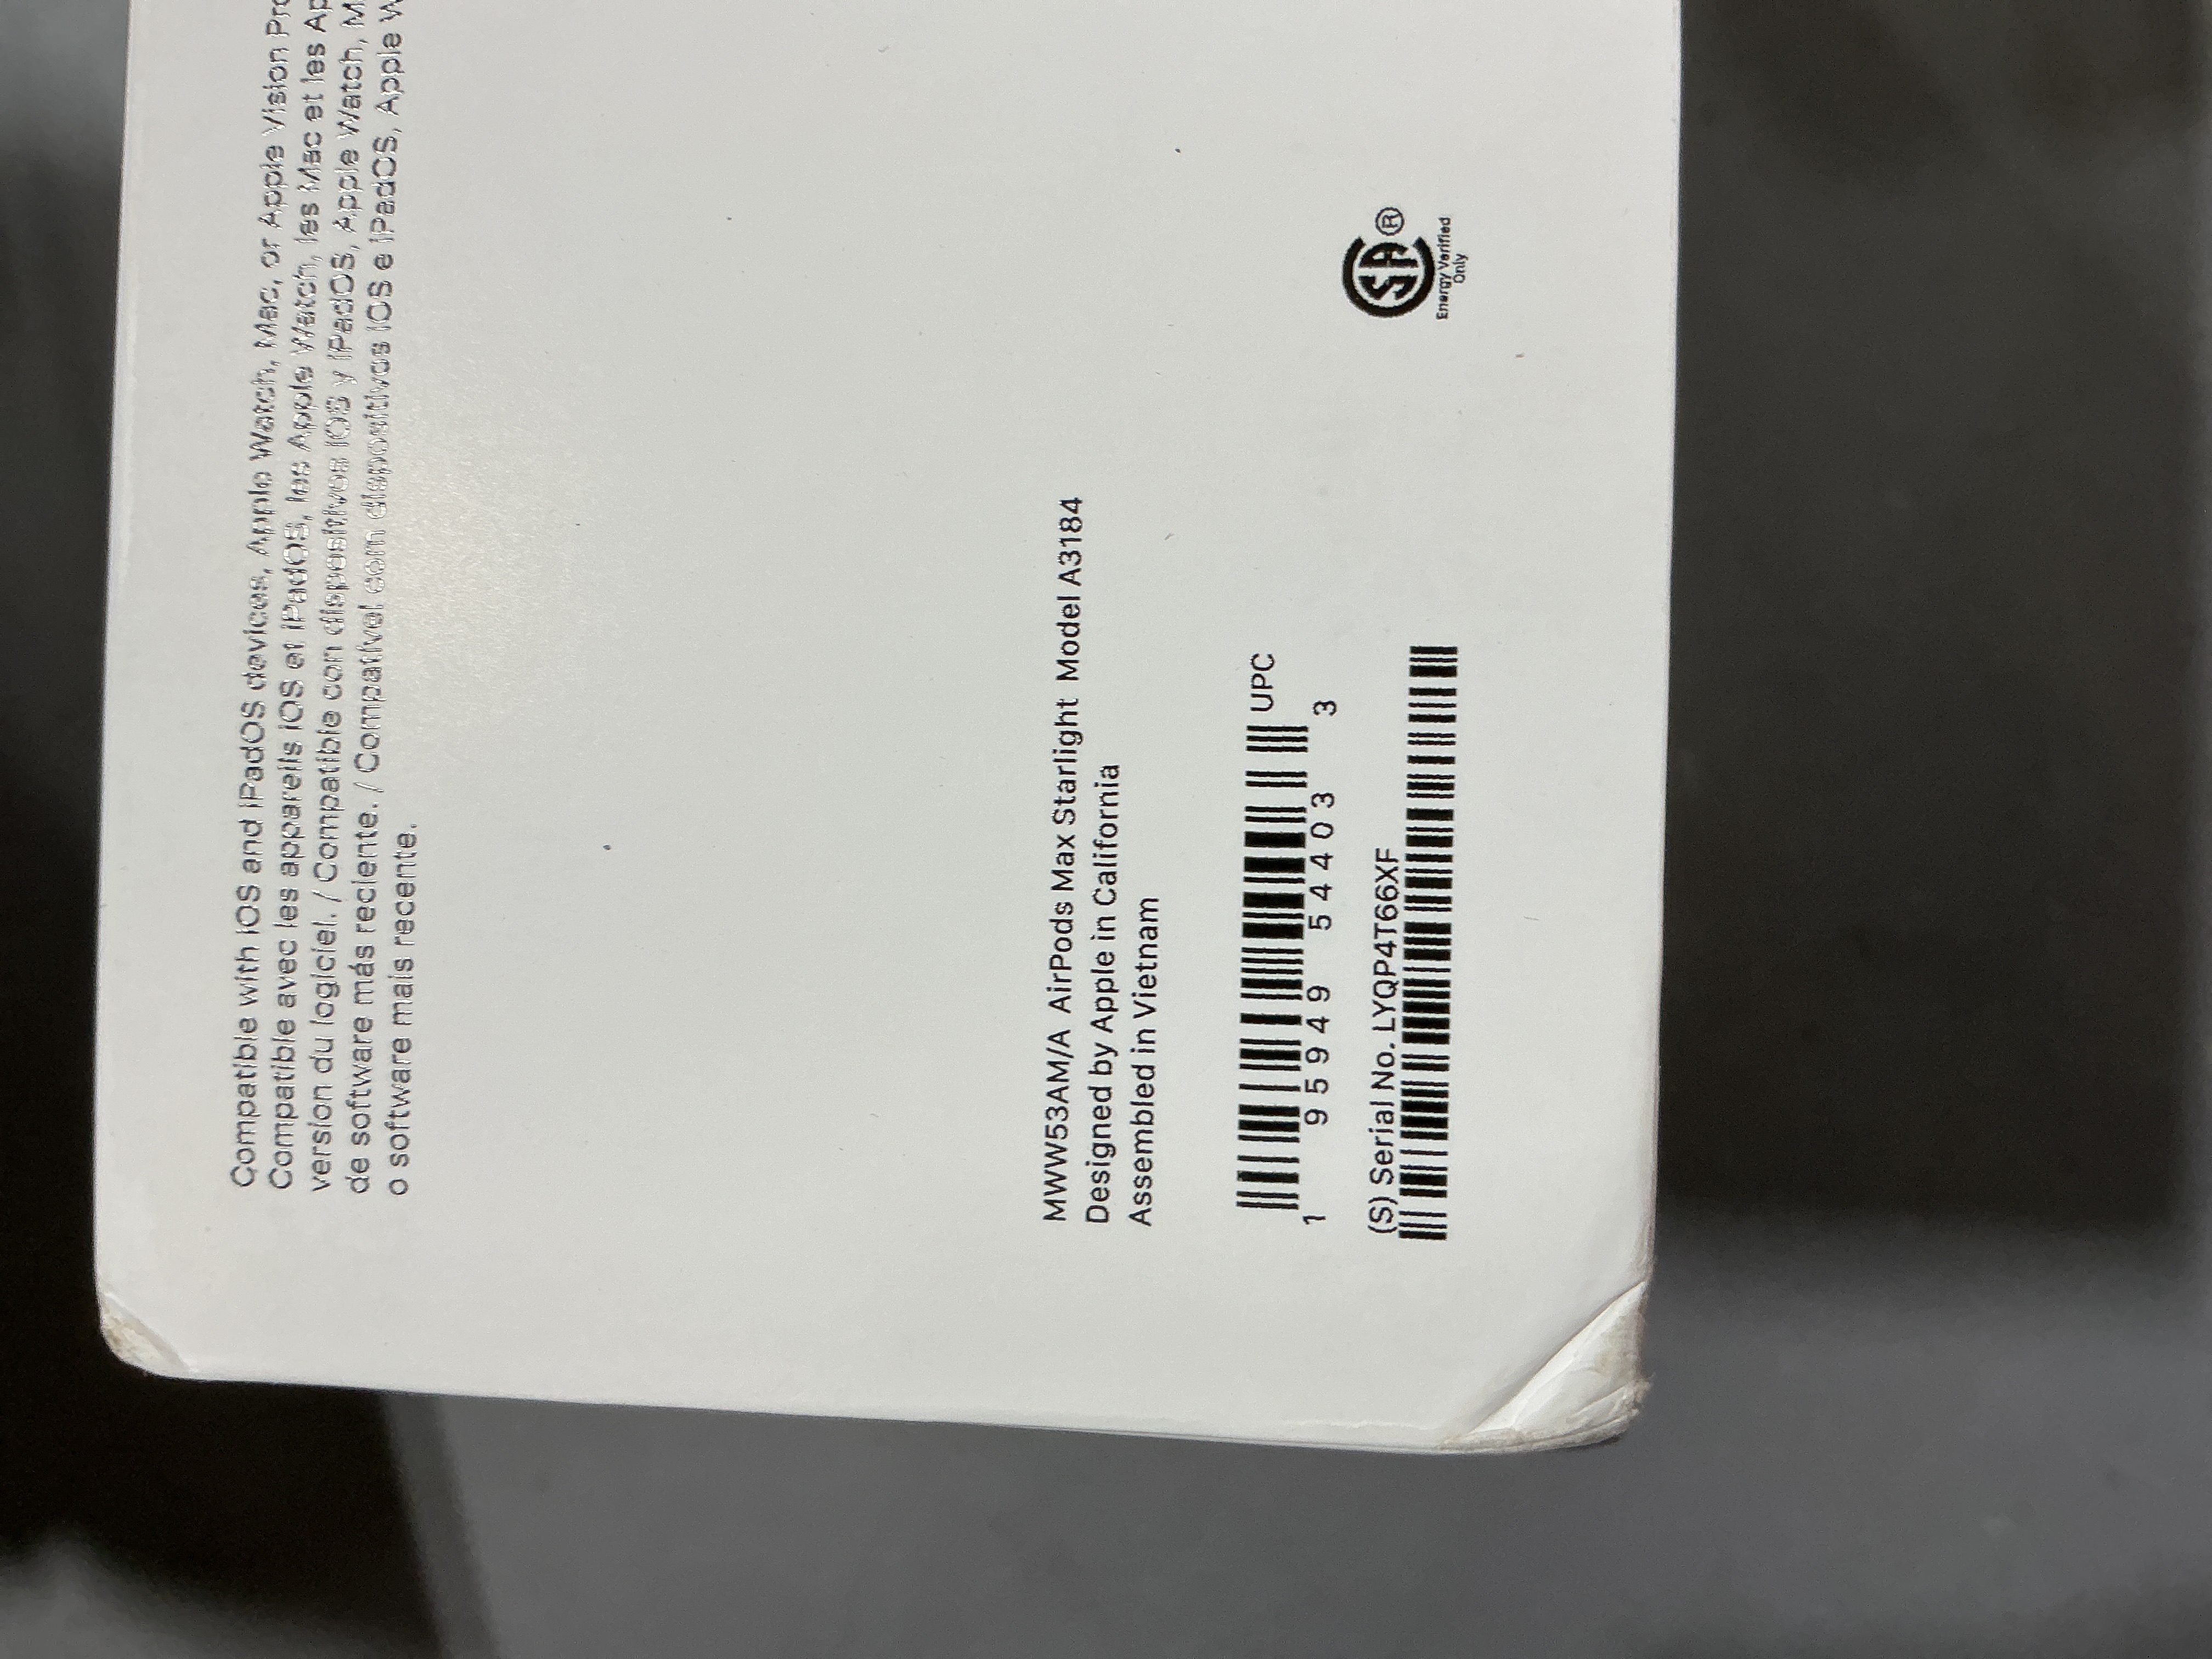 Compatible with iOS and iPadOS devices, Apple Watch, Mac, or Apple Vision Pro
Compatible avec les appareils iOS et iPadOS, les Apple Watch, les Mac et les Ap
version du logiciel. / Compatible con dispositivos iOS y iPadOS, Apple Watch, M
de software más reciente. / Compatível com dispositivos iOS e iPadOS, Apple W
o software mais recente.
MWW53AM/A AirPods Max Starlight Model A3184
Designed by Apple in California
Assembled in Vietnam
UPC
1 95949 54403 3
(S) Serial No. LYQP4T66XF
SA®
Energy Verified
Only